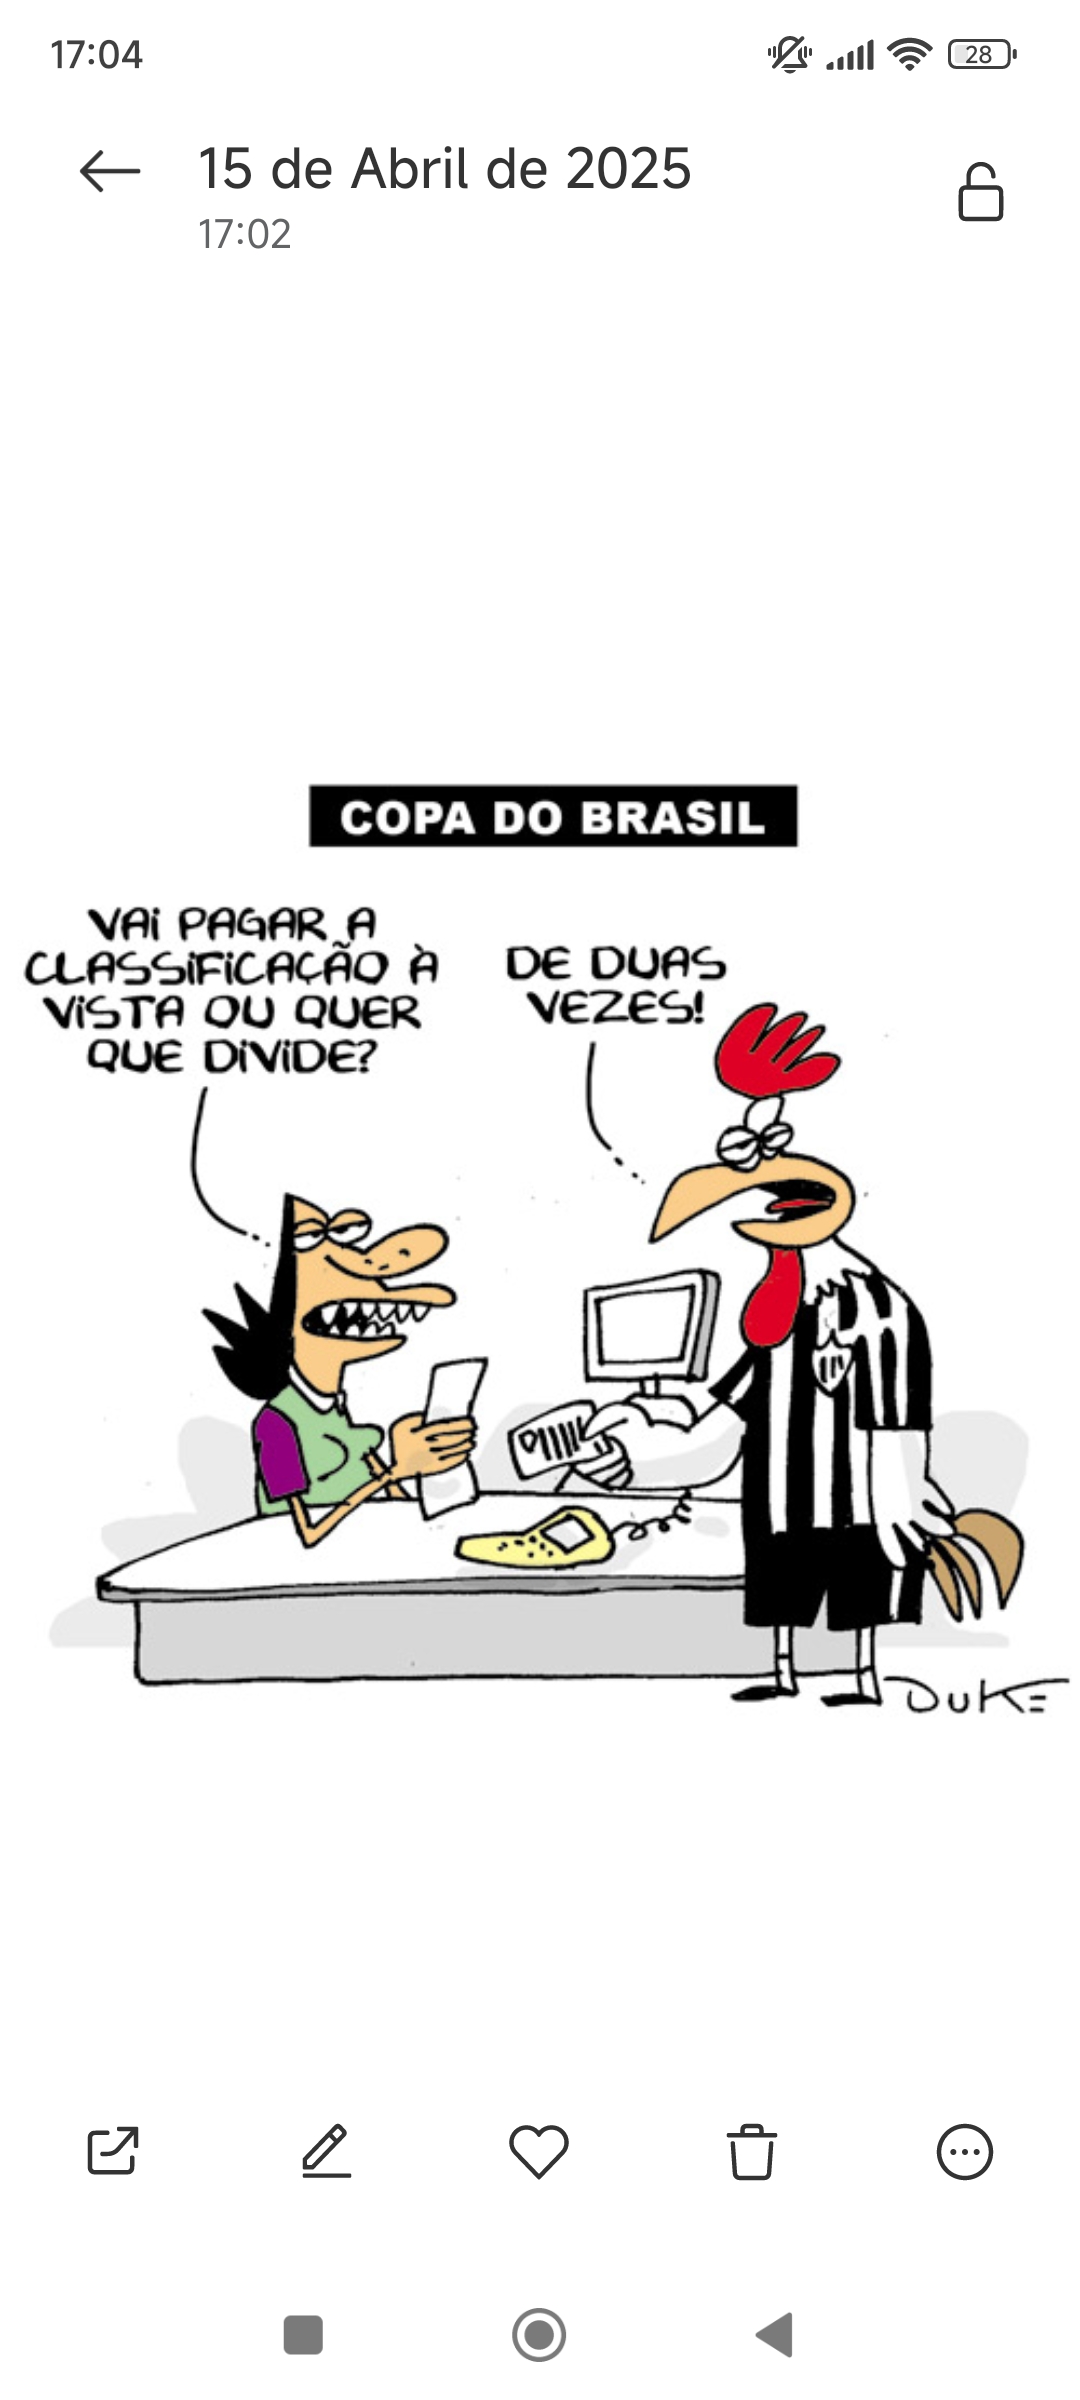 17:04
28
15 de Abril de 2025
17:02
COPA DO BRASIL
VAI PAGAR A
CLASSIFICAÇÃO À
VISTA OU QUER
QUE DIVIDE?
DE DUAS
VEZES!
DUKE